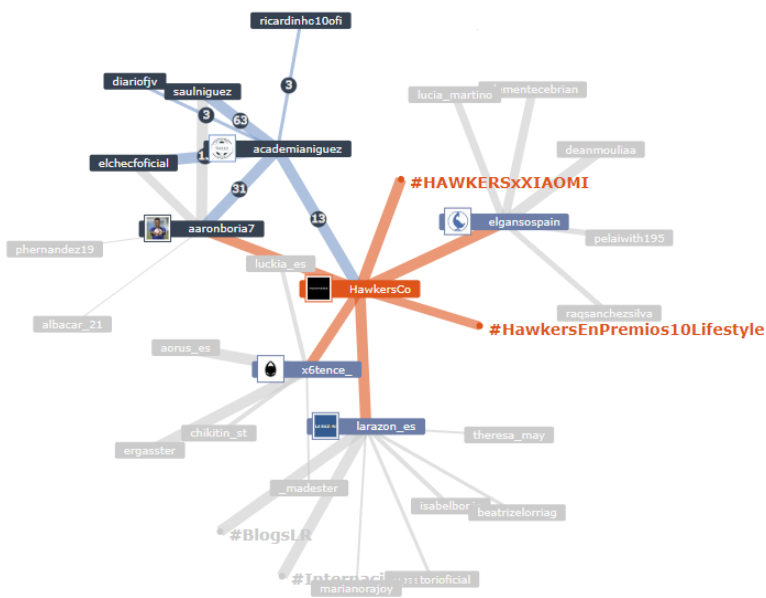 ricardinho10ofi
diariofjv
saulniguez
3
lucia_martino
3
63
academianiguez
deanmouliaa
elchecfoficial
#HAWKERSxXIAOMI
31
13
elgansospain
aaronboria7
pelaiwith195
phernandez19
luckia_es
HawkersCo
raqsanchezsilva
albacar_21
#HawkersEnPremios10Lifestyle
aorus_es
x6tence_
larazon_es
chikitin_st
theresa_may
ergasster
_madester
beatrizelorriag
#BlogsLR
marianorajoy